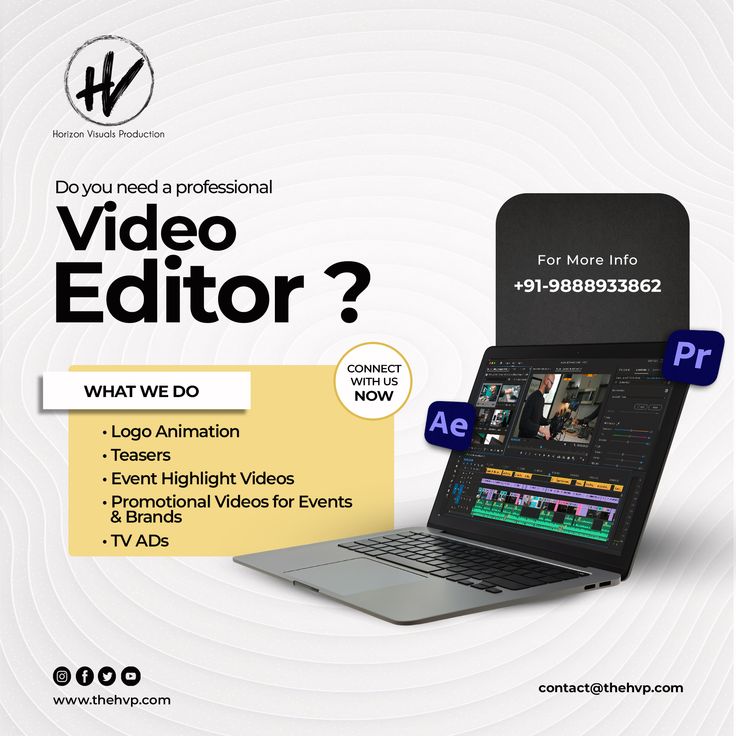 HV
Horizon Visuals Production
Do you need a professional
Video
Editor ?
For More Info
+91-9888933862
WHAT WE DO
CONNECT
WITH US
NOW
• Logo Animation
• Teasers
• Event Highlight Videos
• Promotional Videos for Events
& Brands
• TV ADs
Pr
Ae
www.thehvp.com
contact@thehvp.com